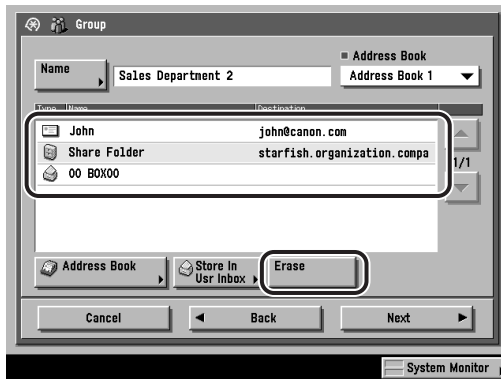 Group
Address Book
Name
Sales Department 2
Address Book 1
Type Name Destination
John john@canon.com
Share Folder starfish.organization.compa
00 BOX00
1/1
Address Book
Store In
Usr Inbox
Erase
Cancel
Back
Next
System Monitor